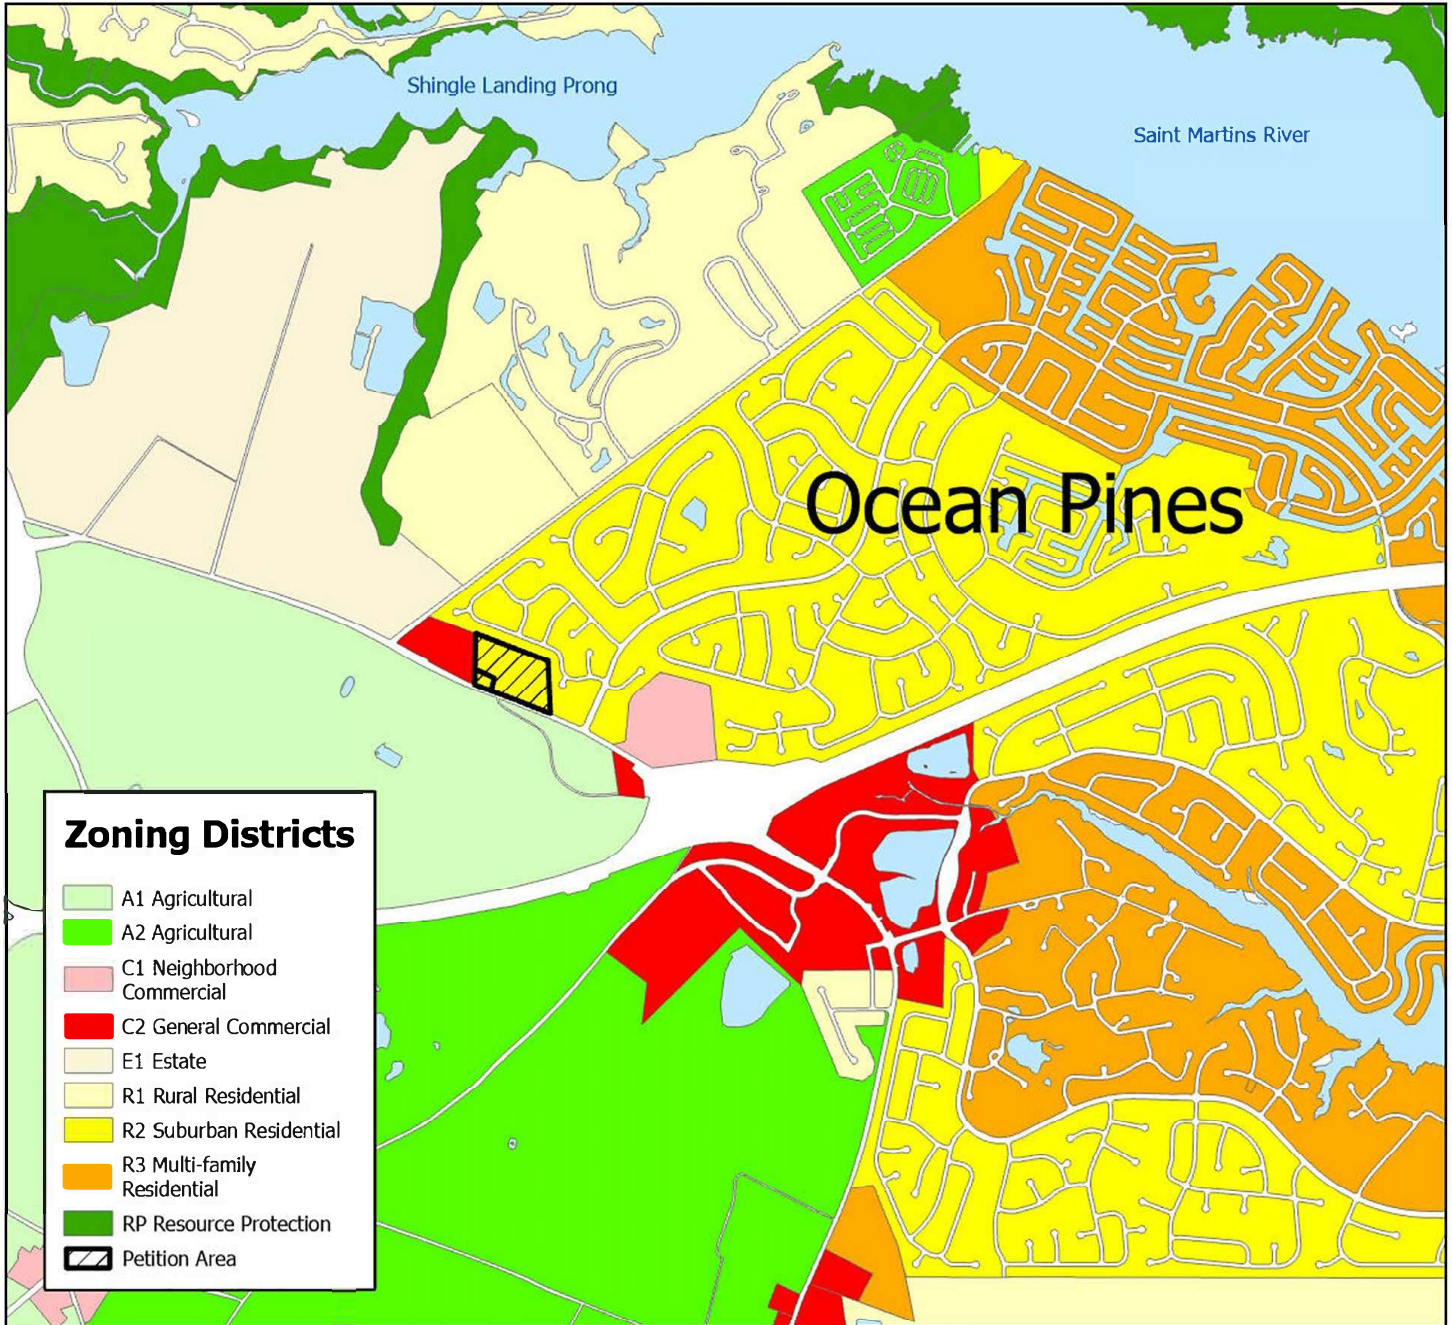 Shingle Landing Prong
Saint Martins River
Ocean Pines
Zoning Districts
A1 Agricultural
A2 Agricultural
C1 Neighborhood
Commercial
C2 General Commercial
E1 Estate
R1 Rural Residential
R2 Suburban Residential
R3 Multi-family
Residential
RP Resource Protection
Petition Area